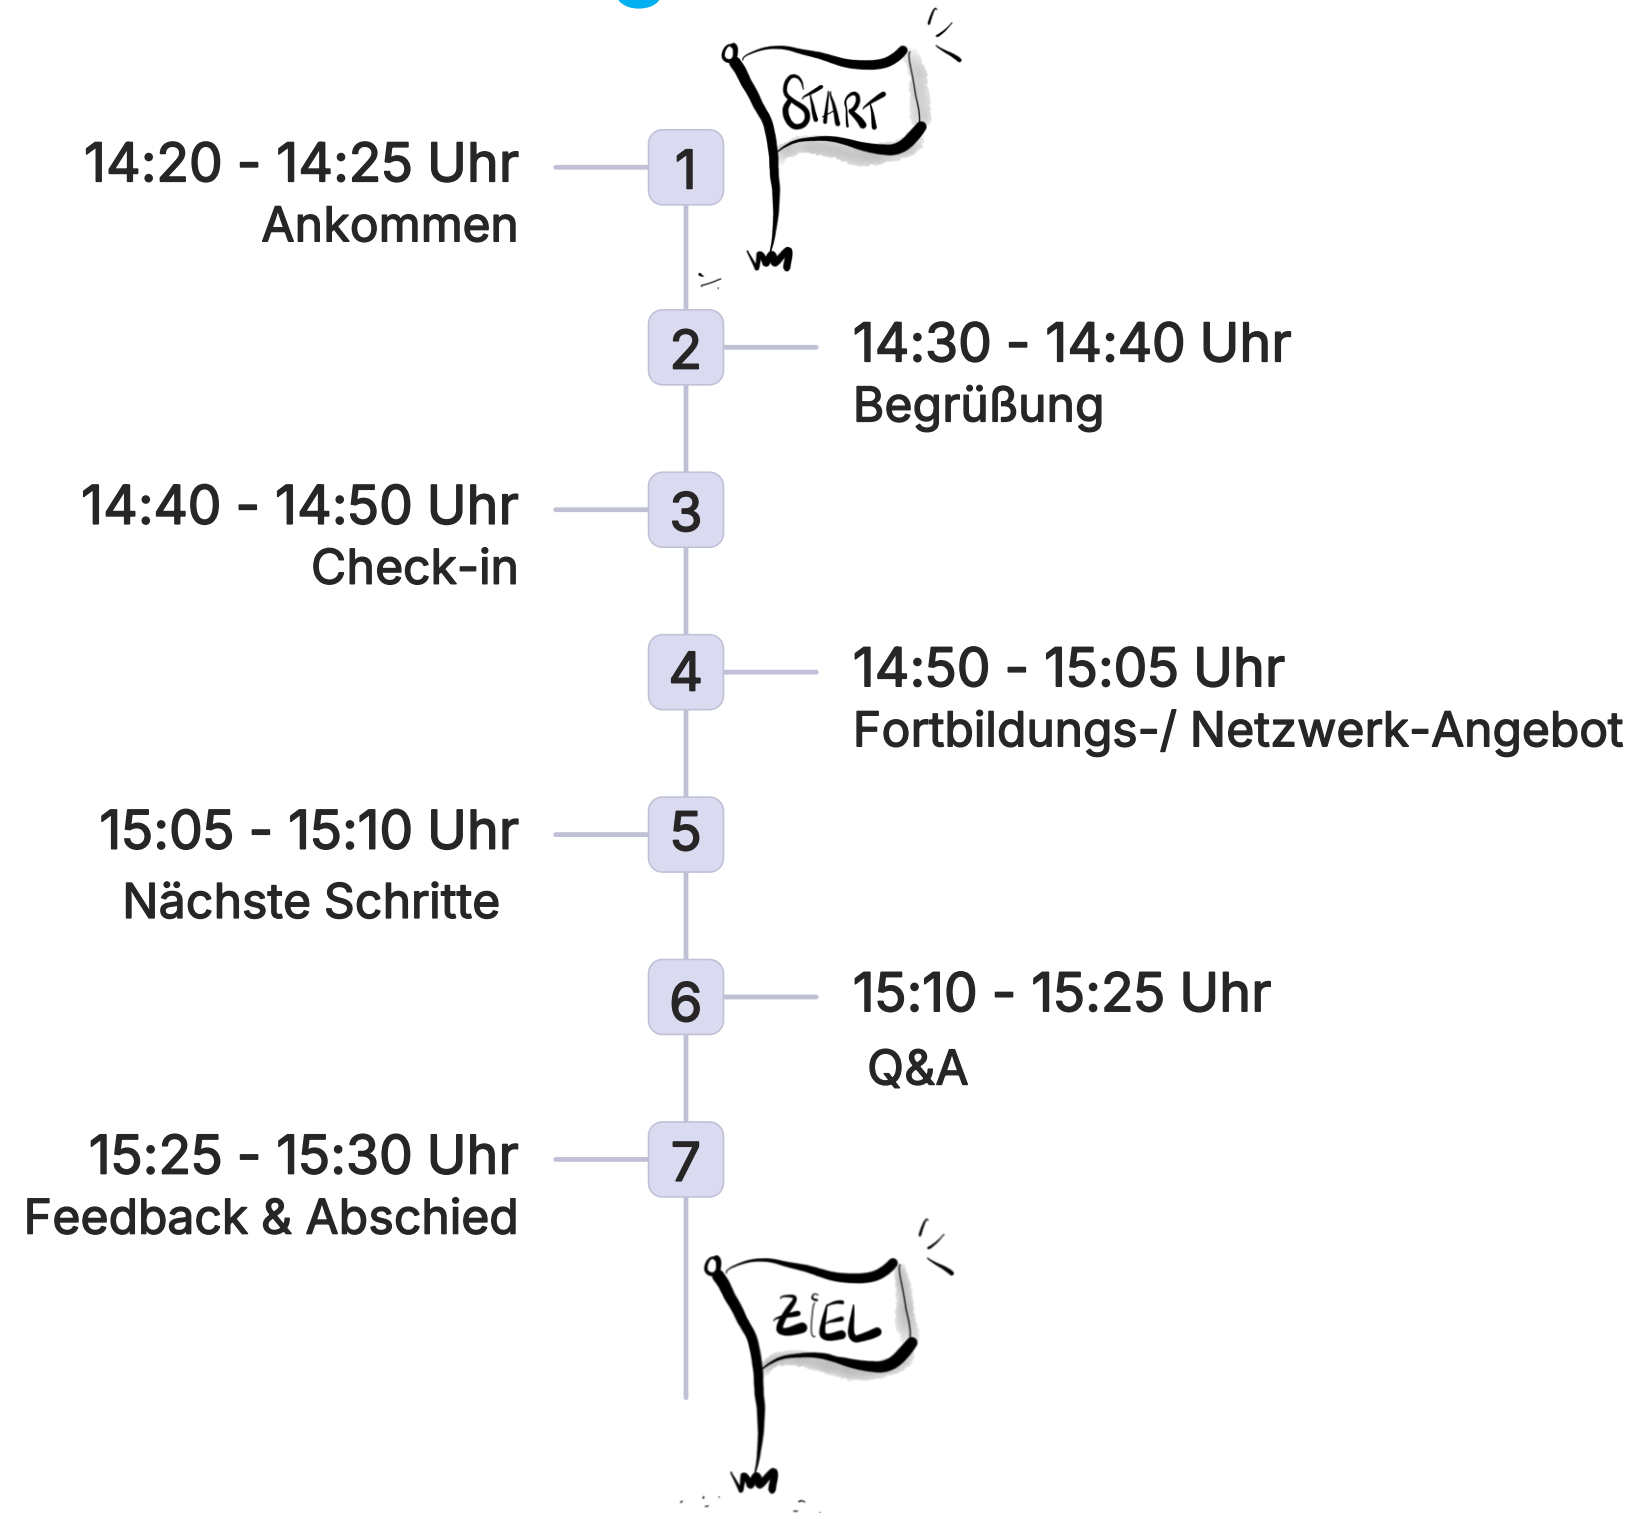 START
14:20 - 14:25 Uhr
Ankommen
1
2
14:30 - 14:40 Uhr
Begrüßung
14:40 - 14:50 Uhr
Check-in
3
4
14:50 - 15:05 Uhr
Fortbildungs-/ Netzwerk-Angebot
15:05 - 15:10 Uhr
Nächste Schritte
5
6
15:10 - 15:25 Uhr
Q&A
15:25 - 15:30 Uhr
Feedback & Abschied
7
ZiEL